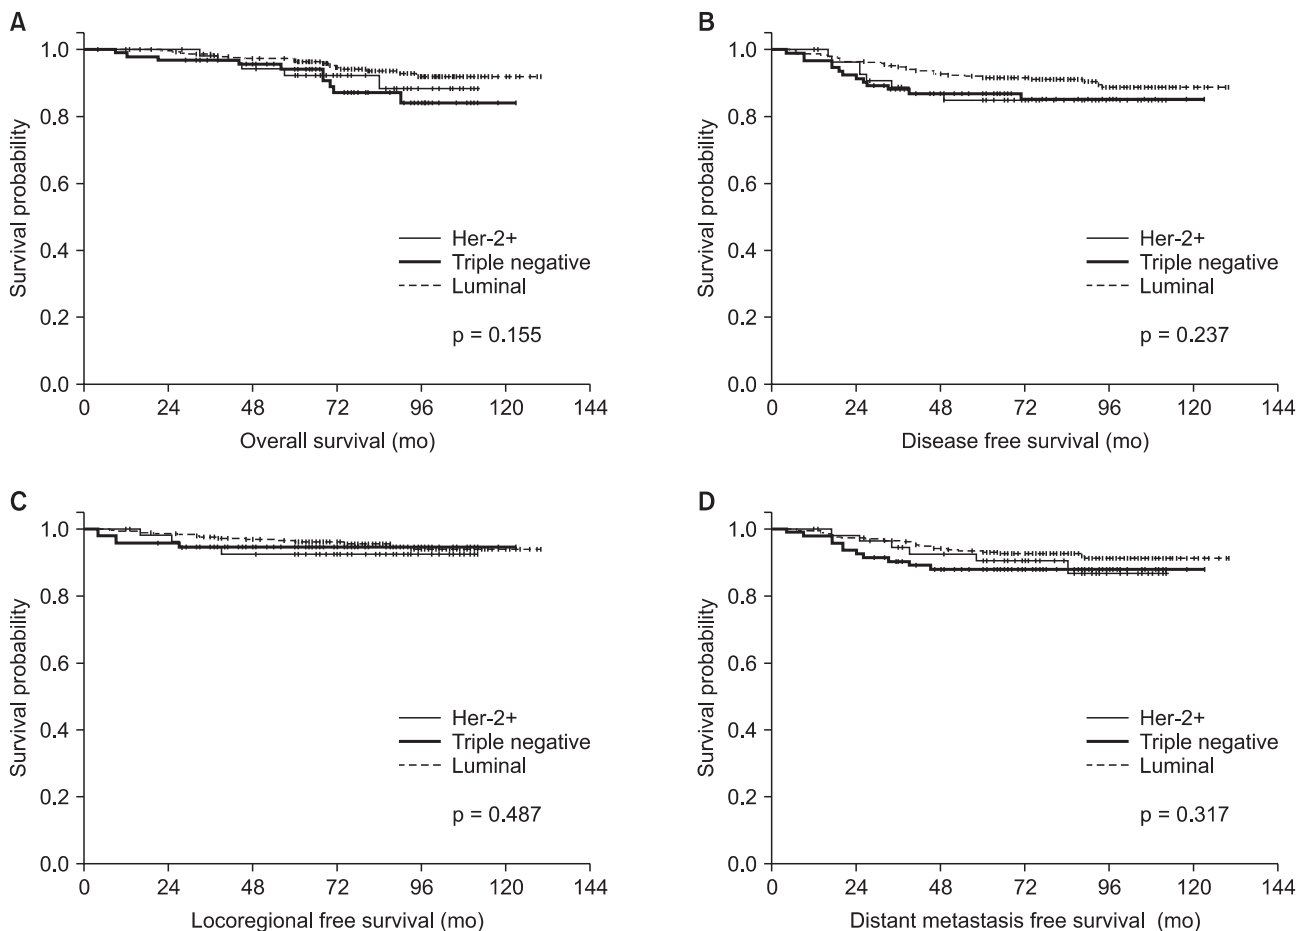 A
1.0
0.8
0.6
0.4
0.2
0.0
Survival probability
Her-2+
Triple negative
Luminal
p = 0.155
0 24 48 72 96 120 144
Overall survival (mo)
B
1.0
0.8
0.6
0.4
0.2
0.0
Survival probability
Her-2+
Triple negative
Luminal
p = 0.237
0 24 48 72 96 120 144
Disease free survival (mo)
C
1.0
0.8
0.6
0.4
0.2
0.0
Survival probability
Her-2+
Triple negative
Luminal
p = 0.487
0 24 48 72 96 120 144
Locoregional free survival (mo)
D
1.0
0.8
0.6
0.4
0.2
0.0
Survival probability
Her-2+
Triple negative
Luminal
p = 0.317
0 24 48 72 96 120 144
Distant metastasis free survival (mo)